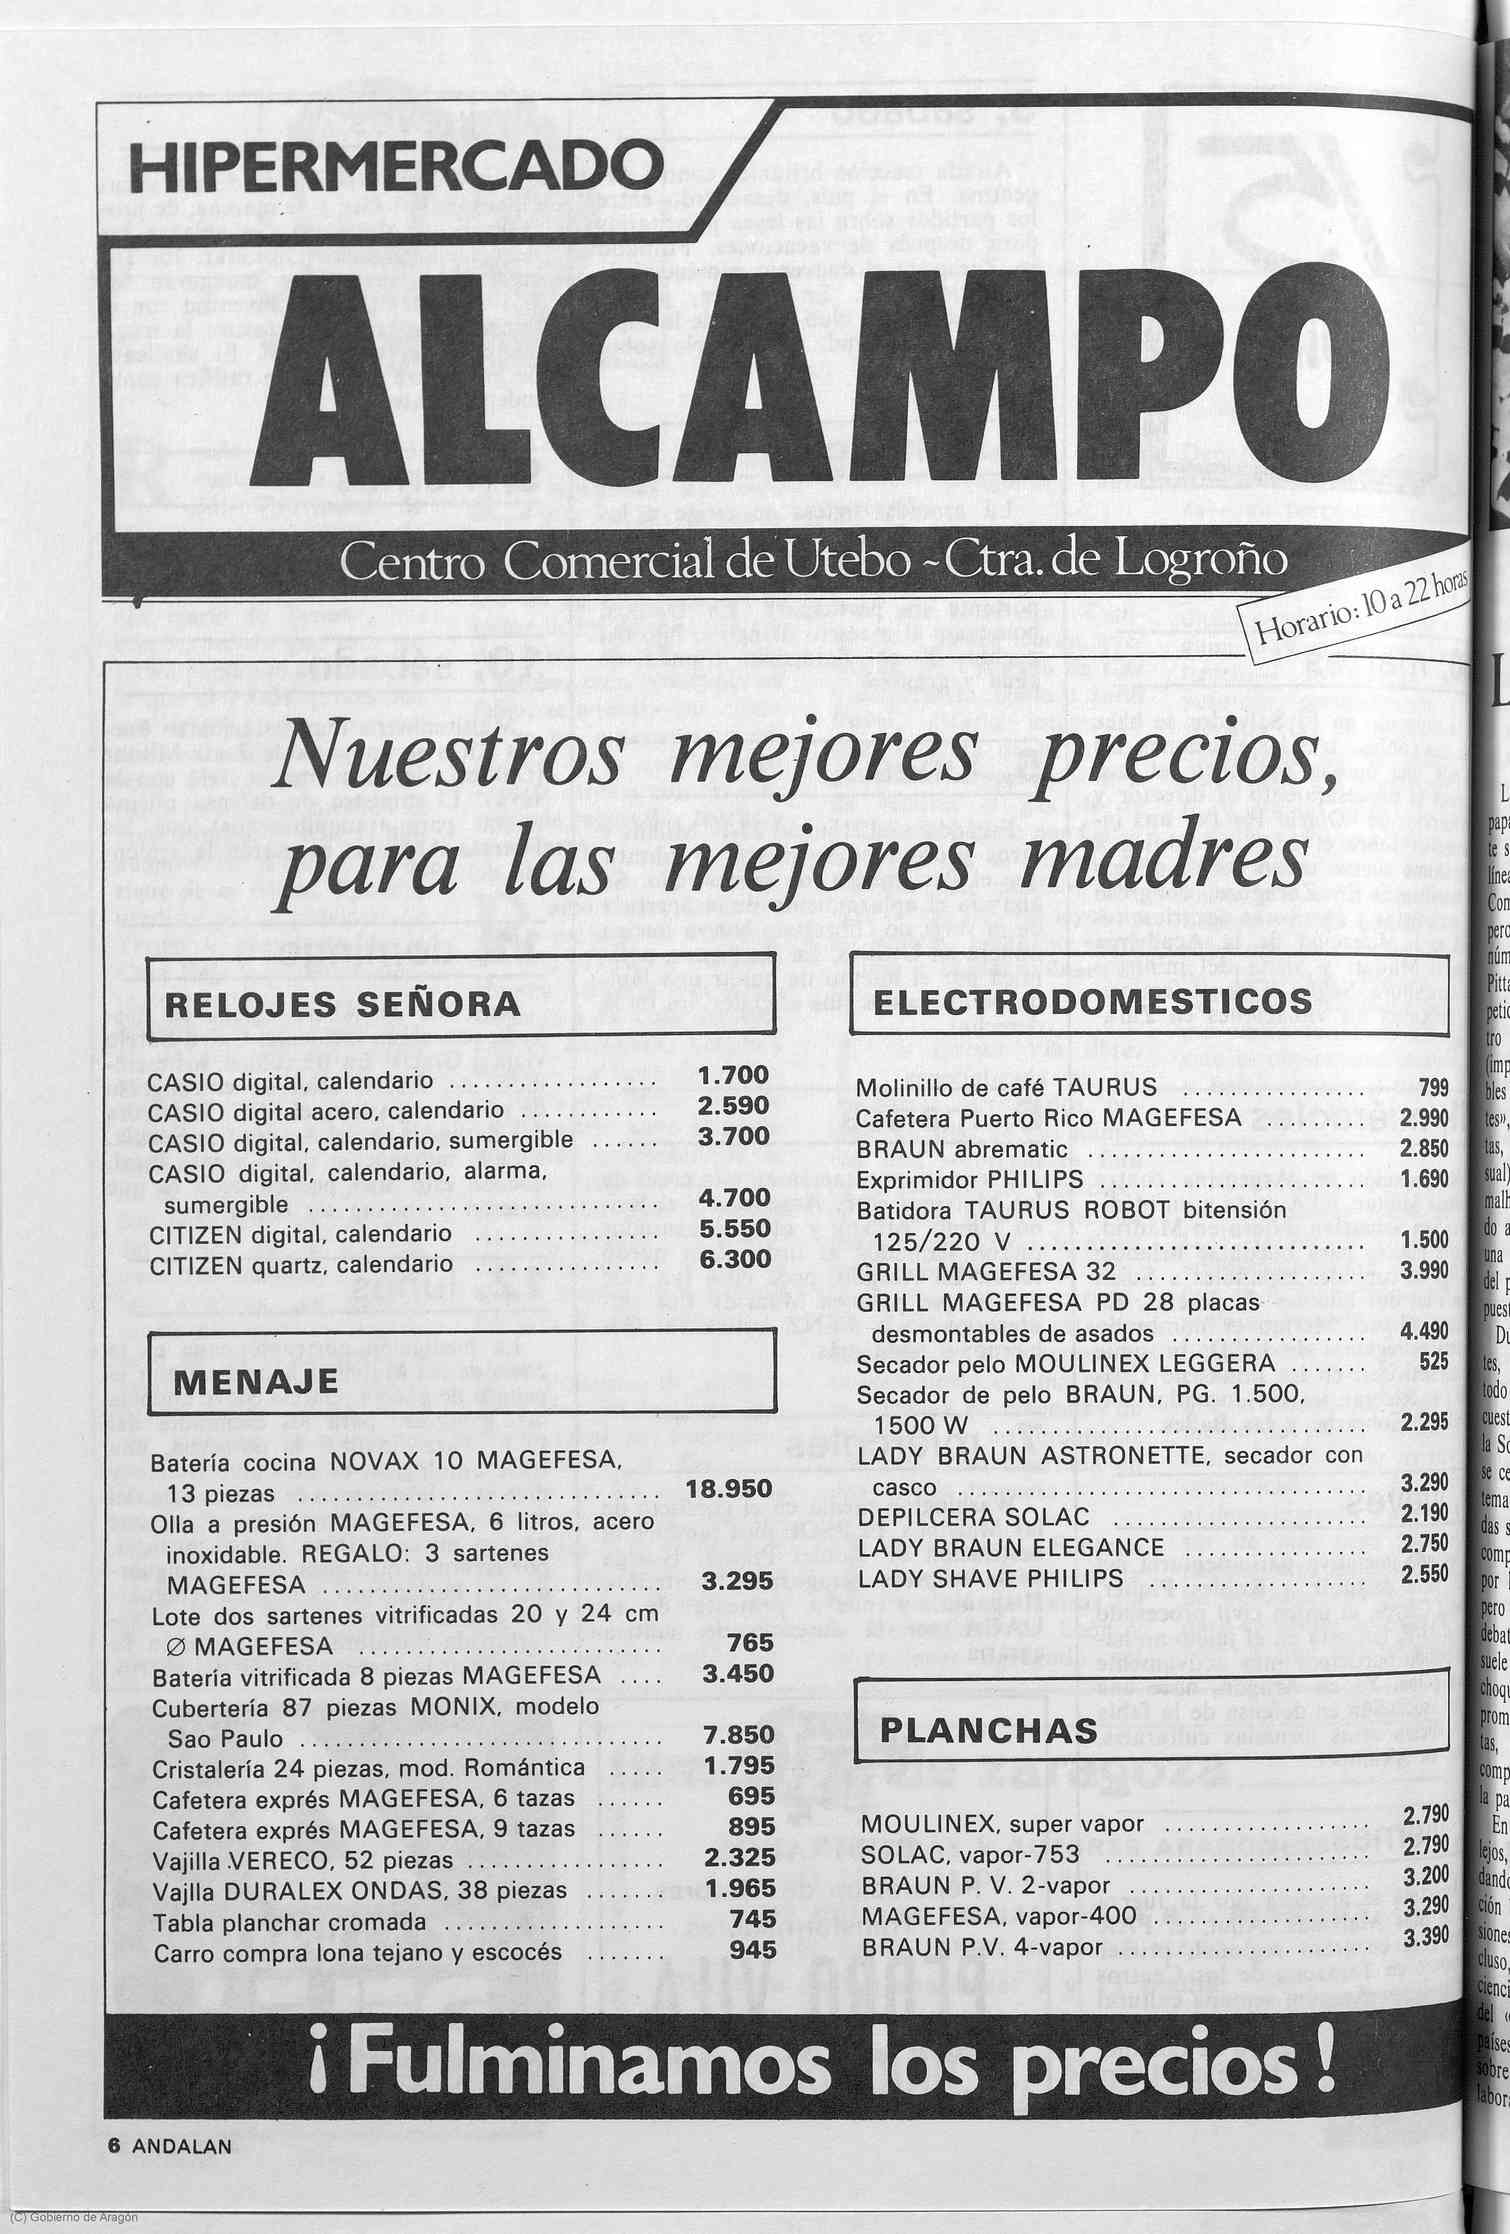 HIPERMERCADO
ALCAMPO
Centro Comercial de Utebo ~ Ctra. de Logroño
Horario: 10 a 22 horas
Nuestros mejores precios,
para las mejores madres
RELOJES SEÑORA
CASIO digital, calendario .................. 1.700
CASIO digital acero, calendario ............ 2.590
CASIO digital, calendario, sumergible ...... 3.700
CASIO digital, calendario, alarma,
sumergible ............................... 4.700
CITIZEN digital, calendario ................ 5.550
CITIZEN quartz, calendario ................ 6.300
MENAJE
Batería cocina NOVAX 10 MAGEFESA,
13 piezas ................................ 18.950
Olla a presión MAGEFESA, 6 litros, acero
inoxidable. REGALO: 3 sartenes
MAGEFESA .............................. 3.295
Lote dos sartenes vitrificadas 20 y 24 cm
∅ MAGEFESA ........................... 765
Batería vitrificada 8 piezas MAGEFESA .... 3.450
Cubertería 87 piezas MONIX, modelo
Sao Paulo ................................ 7.850
Cristalería 24 piezas, mod. Romántica ..... 1.795
Cafetera exprés MAGEFESA, 6 tazas ...... 695
Cafetera exprés MAGEFESA, 9 tazas ...... 895
Vajilla VERECO, 52 piezas ................. 2.325
Vajlla DURALEX ONDAS, 38 piezas ....... 1.965
Tabla planchar cromada ................... 745
Carro compra lona tejano y escocés ....... 945
ELECTRODOMESTICOS
Molinillo de café TAURUS ................ 799
Cafetera Puerto Rico MAGEFESA ......... 2.990
BRAUN abrematic ........................ 2.850
Exprimidor PHILIPS ........................ 1.690
Batidora TAURUS ROBOT bitensión
125/220 V .............................. 1.500
GRILL MAGEFESA 32 .................... 3.990
GRILL MAGEFESA PD 28 placas
desmontables de asados ................. 4.490
Secador pelo MOULINEX LEGGERA ....... 525
Secador de pelo BRAUN, PG. 1.500,
1500 W ................................. 2.295
LADY BRAUN ASTRONETTE, secador con
casco .................................... 3.290
DEPILCERA SOLAC ...................... 2.190
LADY BRAUN ELEGANCE ................ 2.750
LADY SHAVE PHILIPS ................... 2.550
PLANCHAS
MOULINEX, super vapor .................. 2.790
SOLAC, vapor-753 ....................... 2.790
BRAUN P. V. 2-vapor ..................... 3.200
MAGEFESA, vapor-400 ................... 3.290
BRAUN P.V. 4-vapor ...................... 3.390
¡Fulminamos los precios!
6 ANDALAN
(C) Gobierno de Aragón